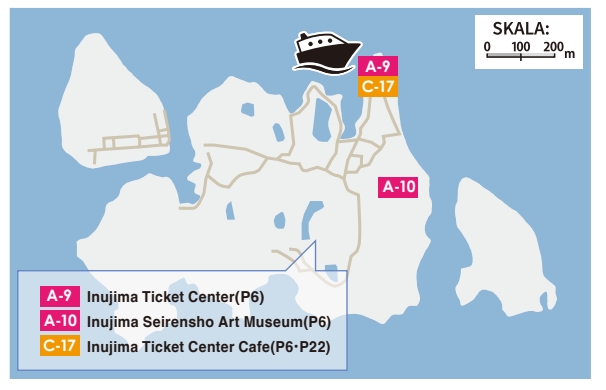 SKALA:
0 100 200 m
A-9
C-17
A-10
A-9 Inujima Ticket Center(P6)
A-10 Inujima Seirensho Art Museum(P6)
C-17 Inujima Ticket Center Cafe(P6・P22)